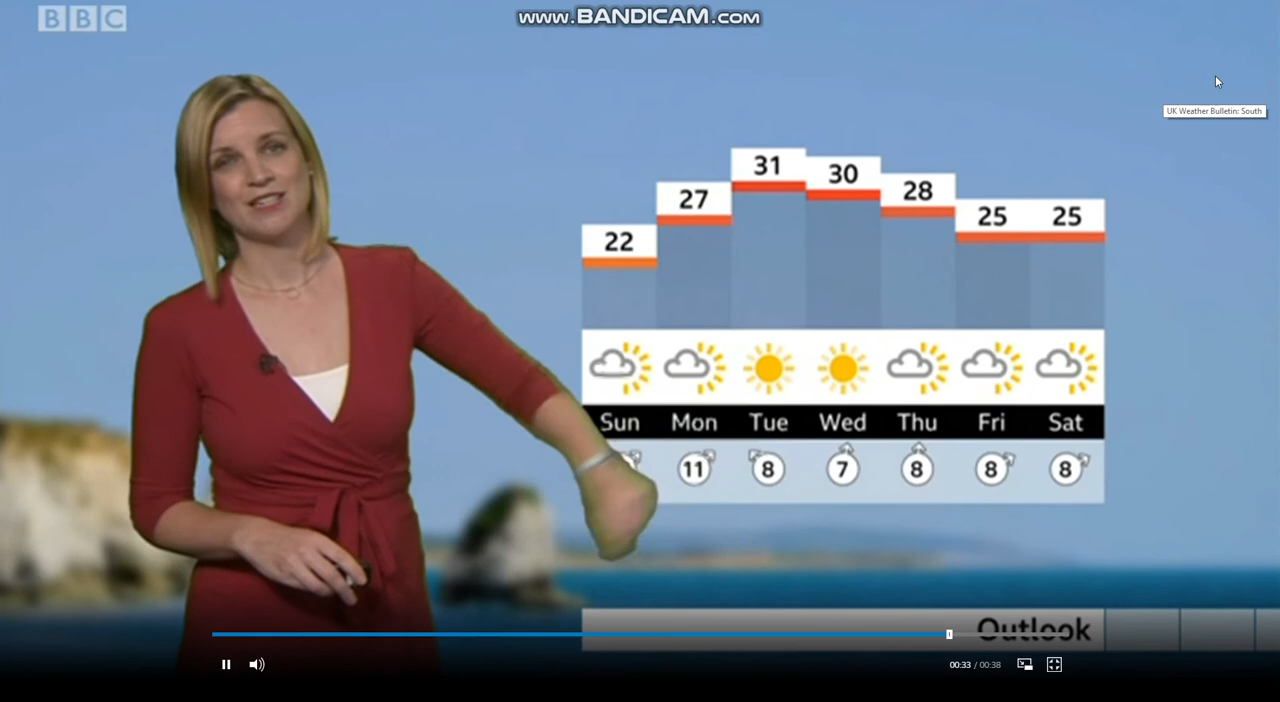 BBC
www.BANDICAM.com
UK Weather Bulletin: South
22 27 31 30 28 25 25
Sun Mon Tue Wed Thu Fri Sat
11 8 7 8 8 8
Outlook
00:33 / 00:38